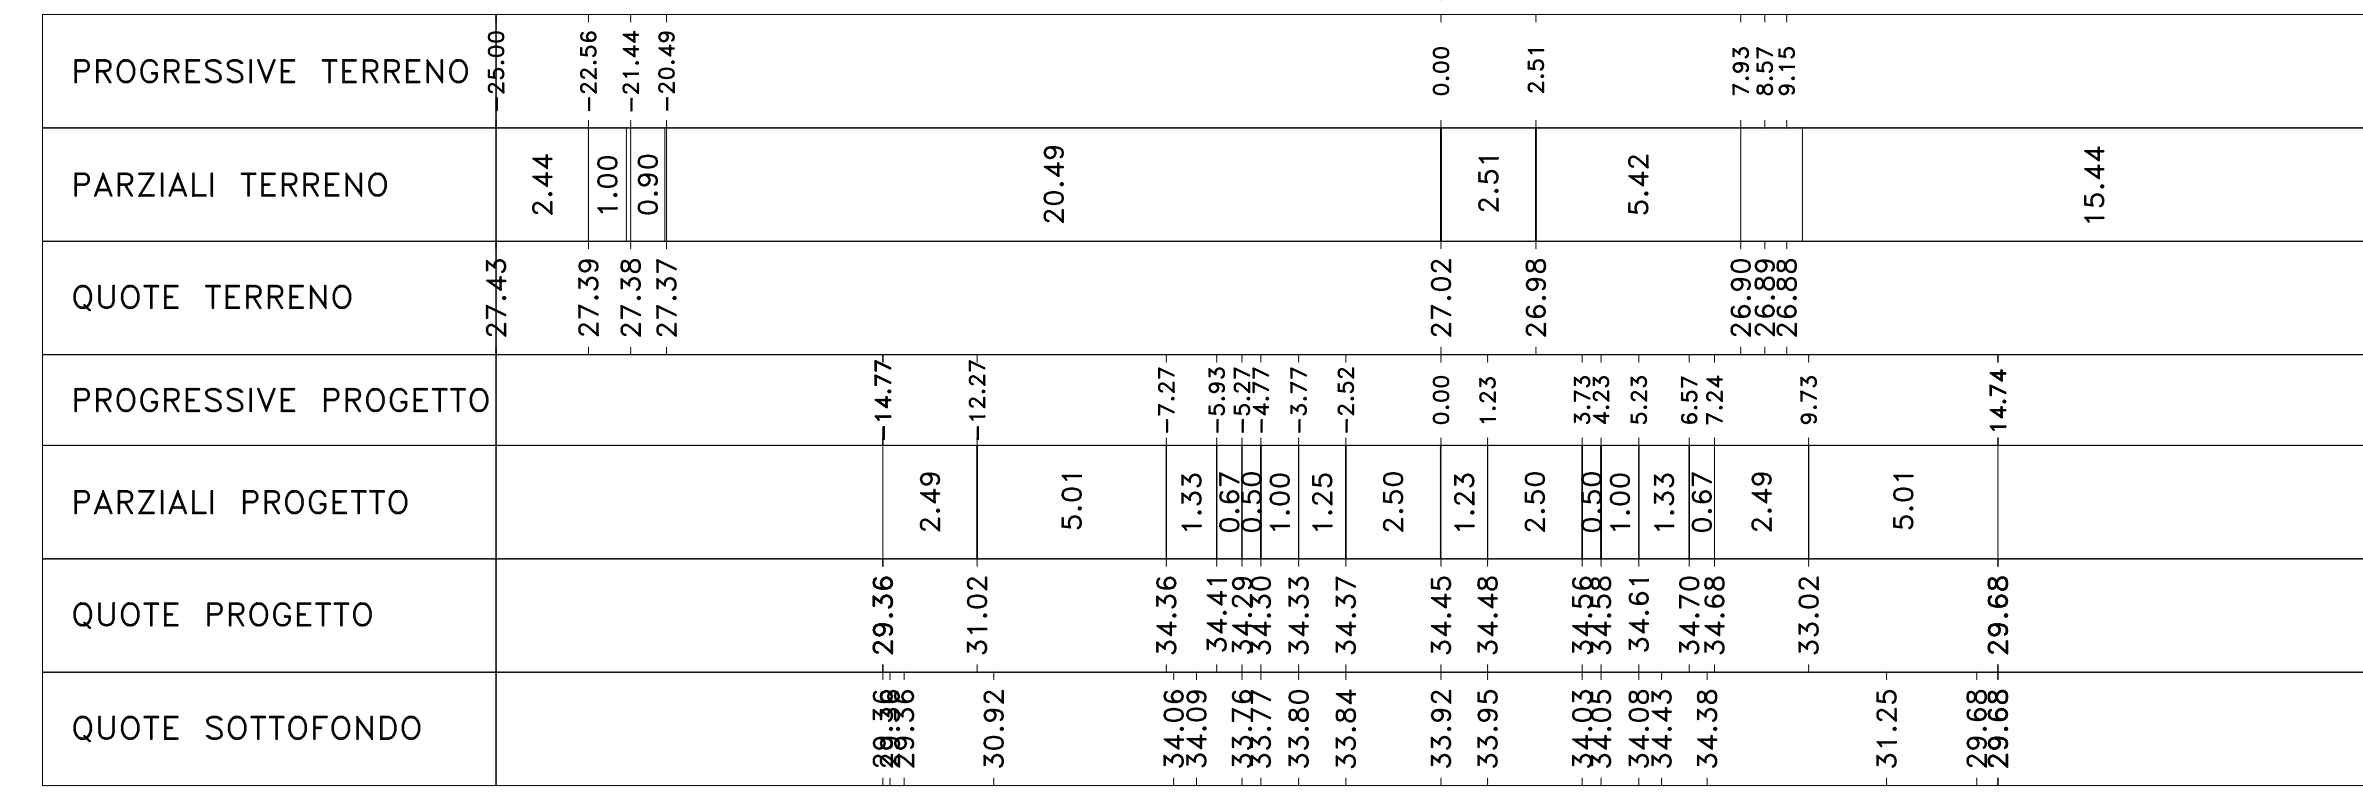 PROGRESSIVE TERRENO -25.00 -22.56 -21.44 -20.49 0.00 2.51 7.93 8.57 9.15
PARZIALI TERRENO 2.44 1.00 0.90 20.49 2.51 5.42 15.44
QUOTE TERRENO 27.43 27.39 27.38 27.37 27.02 26.98 26.90 26.89 26.88
PROGRESSIVE PROGETTO -14.77 -12.27 -7.27 -5.93 -5.27 -4.77 -3.77 -2.52 0.00 1.23 3.73 4.23 5.23 6.57 7.24 9.73 14.74
PARZIALI PROGETTO 2.49 5.01 1.33 0.67 0.50 1.00 1.25 2.50 1.23 2.50 0.50 1.00 1.33 0.67 2.49 5.01
QUOTE PROGETTO 29.36 31.02 34.36 34.41 34.29 34.30 34.33 34.37 34.45 34.48 34.56 34.58 34.61 34.70 34.68 33.02 29.68
QUOTE SOTTOFONDO 29.36 29.36 30.92 34.06 34.09 33.76 33.77 33.80 33.84 33.92 33.95 34.03 34.05 34.08 34.43 34.38 31.25 29.68 29.68